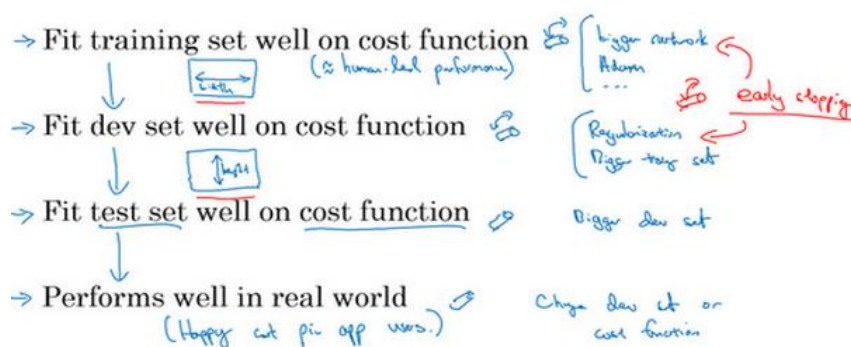 → Fit training set well on cost function
bigger network
(≈ human-level performance)
Adam
...
width
early stopping
→ Fit dev set well on cost function
Regularization
Bigger training set
height
→ Fit test set well on cost function
Bigger dev set
→ Performs well in real world
(Happy cat pic app users.)
Change dev set or
cost function